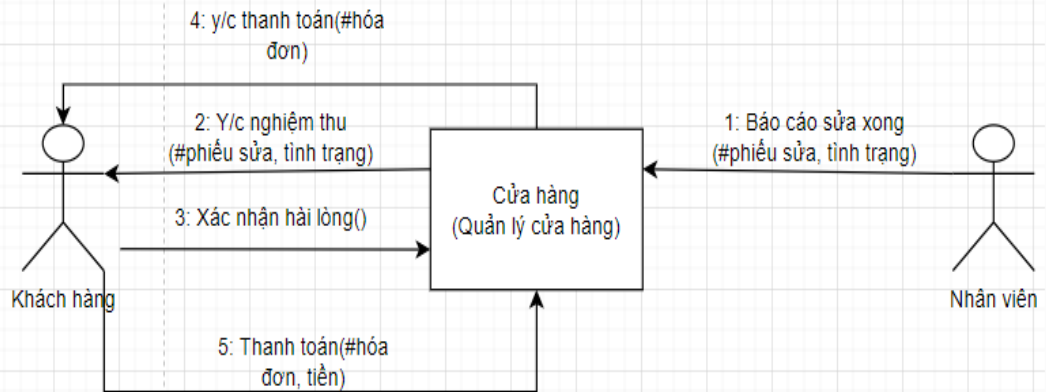 4: y/c thanh toán(#hóa
đơn)
2: Y/c nghiệm thu
(#phiếu sửa, tình trạng)
1: Báo cáo sửa xong
(#phiếu sửa, tình trạng)
Cửa hàng
(Quản lý cửa hàng)
3: Xác nhận hài lòng()
Khách hàng
Nhân viên
5: Thanh toán(#hóa
đơn, tiền)